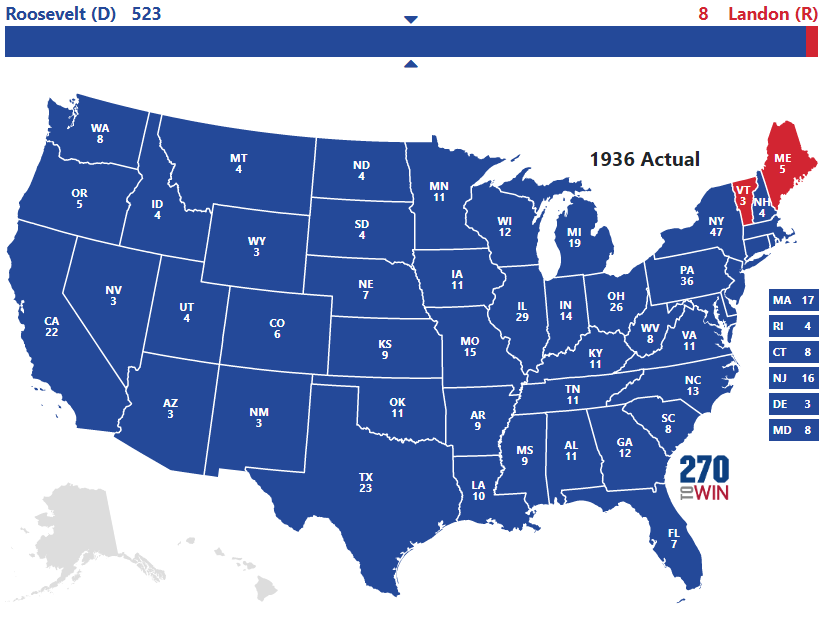 Roosevelt (D) 523
8 Landon (R)
1936 Actual
WA
8
OR
5
CA
22
NV
3
ID
4
MT
4
WY
3
UT
4
AZ
3
CO
6
NM
3
ND
4
SD
4
NE
7
KS
9
OK
11
TX
23
MN
11
IA
11
MO
15
AR
9
LA
10
WI
12
IL
29
MI
19
IN
14
OH
26
KY
11
TN
11
MS
9
AL
11
GA
12
FL
7
SC
8
NC
13
VA
11
WV
8
PA
36
NY
47
VT
3
NH
4
ME
5
MA 17
RI 4
CT 8
NJ 16
DE 3
MD 8
270
TO WIN